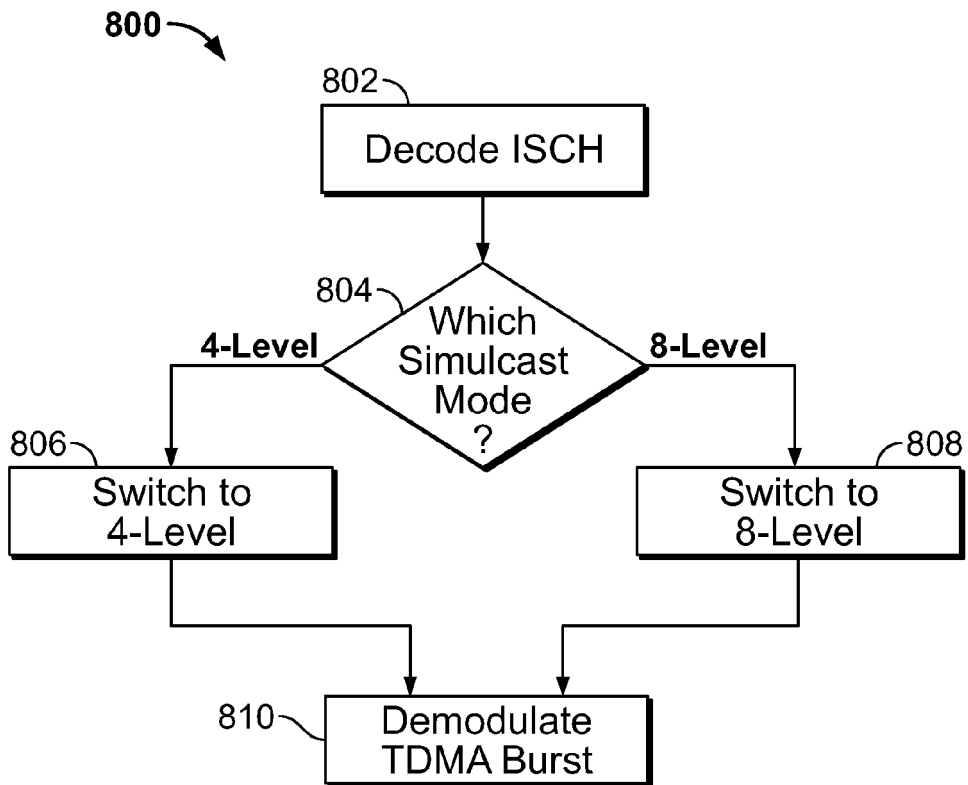 800
802
Decode ISCH
804
Which
Simulcast
Mode
?
4-Level
8-Level
806
Switch to
4-Level
808
Switch to
8-Level
810
Demodulate
TDMA Burst